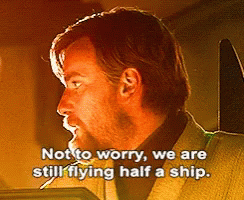 Not to worry, we are
still flying half a ship.